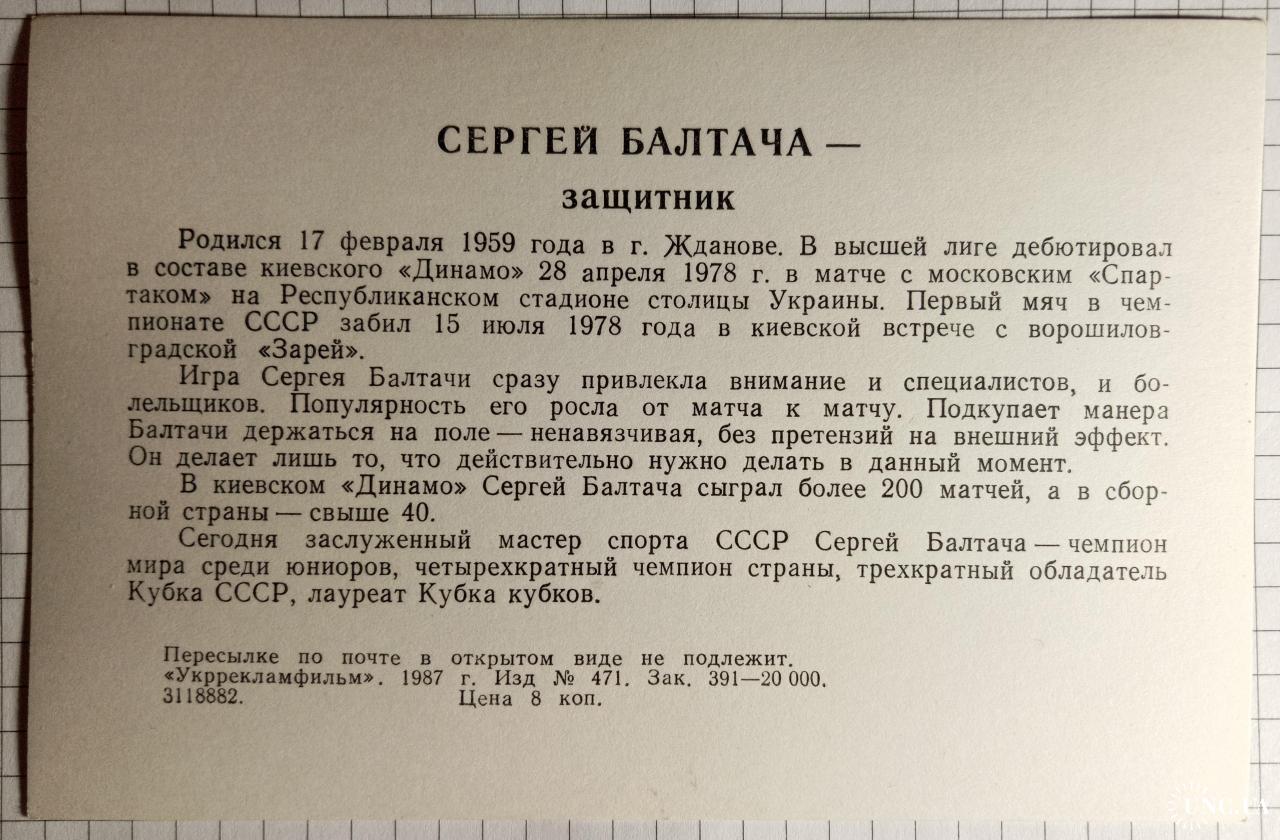 СЕРГЕЙ БАЛТАЧА —
защитник
Родился 17 февраля 1959 года в г. Жданове. В высшей лиге дебютировал
в составе киевского «Динамо» 28 апреля 1978 г. в матче с московским «Спар-
таком» на Республиканском стадионе столицы Украины. Первый мяч в чем-
пионате СССР забил 15 июля 1978 года в киевской встрече с ворошилов-
градской «Зарей».
Игра Сергея Балтачи сразу привлекла внимание и специалистов, и бо-
лельщиков. Популярность его росла от матча к матчу. Подкупает манера
Балтачи держаться на поле — ненавязчивая, без претензий на внешний эффект.
Он делает лишь то, что действительно нужно делать в данный момент.
В киевском «Динамо» Сергей Балтача сыграл более 200 матчей, а в сбор-
ной страны — свыше 40.
Сегодня заслуженный мастер спорта СССР Сергей Балтача — чемпион
мира среди юниоров, четырехкратный чемпион страны, трехкратный обладатель
Кубка СССР, лауреат Кубка кубков.
Пересылке по почте в открытом виде не подлежит.
«Укррекламфильм». 1987 г. Изд № 471. Зак. 391—20 000.
3118882. Цена 8 коп.
UNC.UA